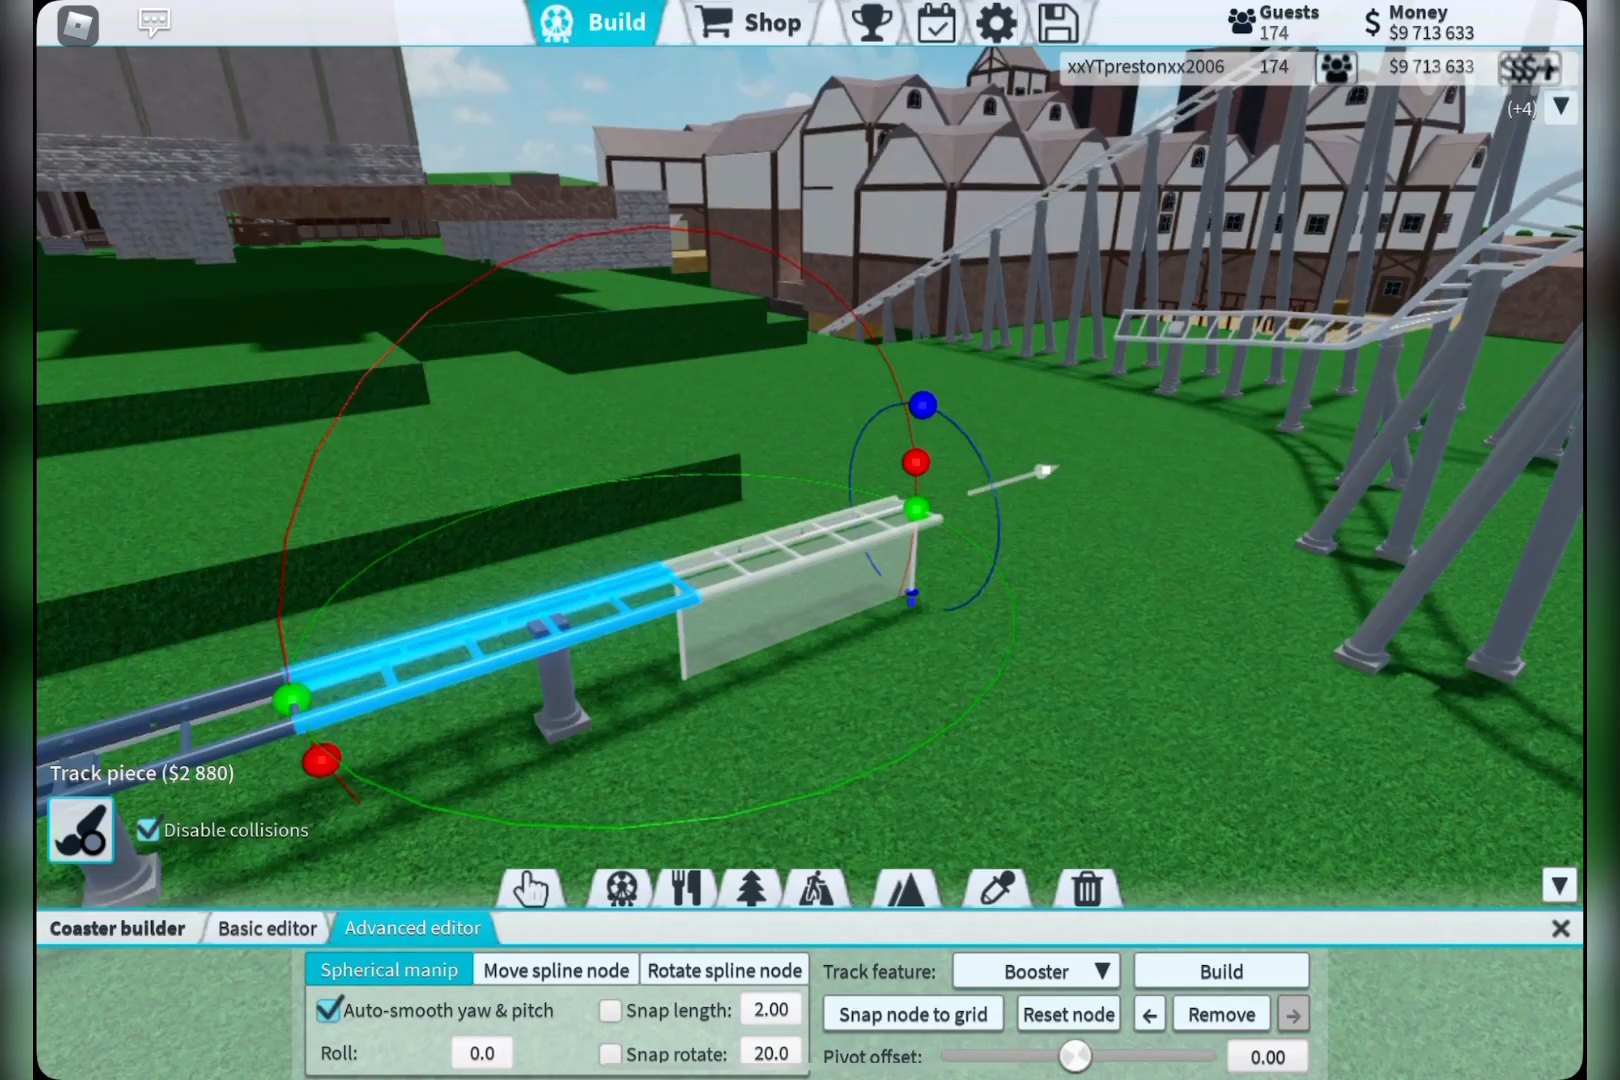 Build
Shop
Guests
174
Money
$9 713 633
xxYTprestonxx2006 174 $9 713 633 $$$+
(+4)
Track piece ($2 880)
Disable collisions
Coaster builder
Basic editor
Advanced editor
Spherical manip
Move spline node
Rotate spline node
Track feature:
Booster
Build
Auto-smooth yaw & pitch
Snap length: 2.00
Snap node to grid
Reset node
Remove
Roll: 0.0
Snap rotate: 20.0
Pivot offset: 0.00